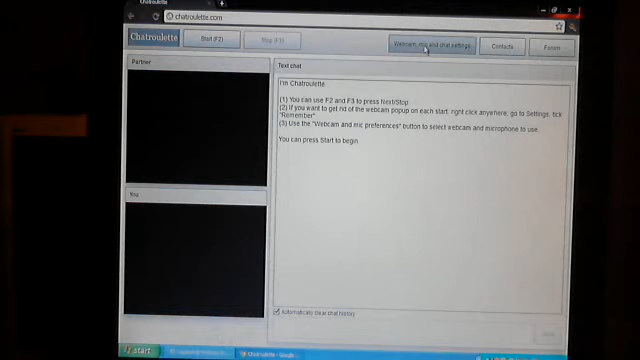 Chatroulette
chatroulette.com
Chatroulette
Start (F2)
Stop (F3)
Webcam, mic and chat settings
Contacts
Forum
Partner
Text chat
I'm Chatroulette
(1) You can use F2 and F3 to press Next/Stop
(2) If you want to get rid of the webcam popup on each start: right click anywhere, go to Settings, tick
"Remember"
(3) Use the "Webcam and mic preferences" button to select webcam and microphone to use
You can press Start to begin
You
Automatically clear chat history
start
Chatroulette - Google